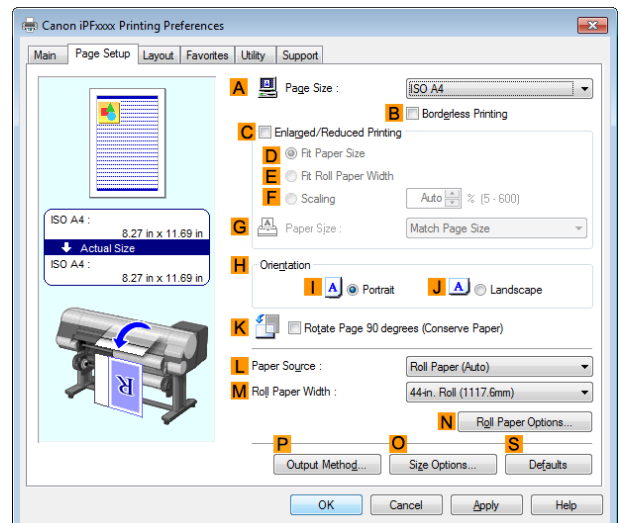 Canon iPFxxxx Printing Preferences
Main Page Setup Layout Favorites Utility Support
A Page Size : ISO A4
B Borderless Printing
C Enlarged/Reduced Printing
D Fit Paper Size
E Fit Roll Paper Width
F Scaling Auto % (5 - 600)
G Paper Size : Match Page Size
ISO A4 :
8.27 in x 11.69 in
Actual Size
ISO A4 :
8.27 in x 11.69 in
H Orientation
I A Portrait J A Landscape
K Rotate Page 90 degrees (Conserve Paper)
L Paper Source : Roll Paper (Auto)
M Roll Paper Width : 44-in. Roll (1117.6mm)
R
N Roll Paper Options...
P O S
Output Method... Size Options... Defaults
OK Cancel Apply Help